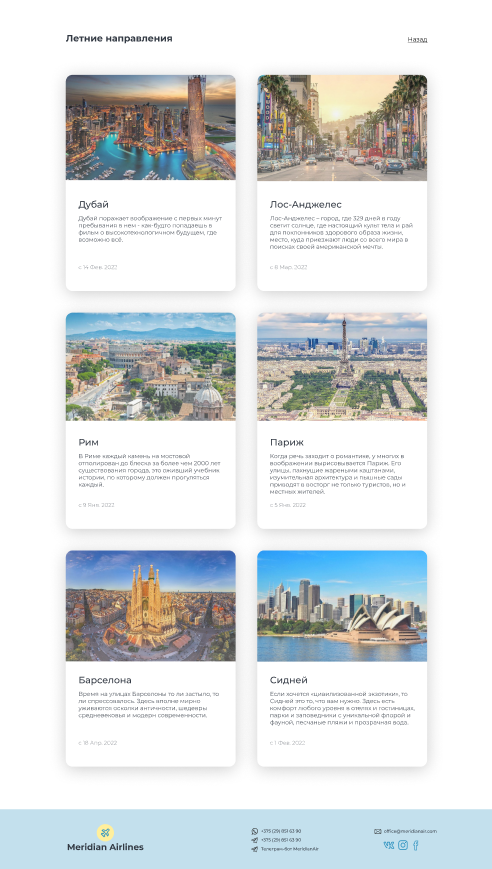 Летние направления
Назад
Дубай
Дубай поражает воображение с первых минут
пребывания в нем - как-будто попадаешь в
фильм о высокотехнологичном будущем, где
возможно всё.
с 14 Фев. 2022
Лос-Анджелес
Лос-Анджелес – город, где 329 дней в году
светит солнце, где настоящий культ тела и рай
для поклонников здорового образа жизни,
место, куда приезжают люди со всего мира в
поисках своей американской мечты.
с 8 Мар. 2022
Рим
В Риме каждый камень на мостовой
отполирован до блеска за более чем 2000 лет
существования города, это оживший учебник
истории, по которому должен прогуляться
каждый.
с 9 Янв. 2022
Париж
Когда речь заходит о романтике, у многих в
воображении вырисовывается Париж. Его
улицы, пахнущие жареными каштанами,
изумительная архитектура и пышные сады
приводят в восторг не только туристов, но и
местных жителей.
с 5 Янв. 2022
Барселона
Время на улицах Барселоны то ли застыло, то
ли спрессовалось. Здесь вполне мирно
уживаются осколки античности, шедевры
средневековья и модерн современности.
с 18 Апр. 2022
Сидней
Если хочется «цивилизованной экзотики», то
Сидней это то, что вам нужно. Здесь есть
комфорт любого уровня в отелях и гостиницах,
парки и заповедники с уникальной флорой и
фауной, песчаные пляжи и прозрачная вода.
с 1 Фев. 2022
Meridian Airlines
+375 (29) 851 63 90
+375 (29) 851 63 90
Телеграм-бот MeridianAir
office@meridianair.com